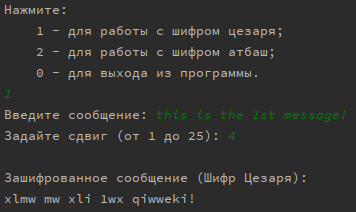 Нажмите:
1 - для работы с шифром цезаря;
2 - для работы с шифром атбаш;
0 - для выхода из программы.
1
Введите сообщение: this is the 1st message!
Задайте сдвиг (от 1 до 25): 4
Зашифрованное сообщение (Шифр Цезаря):
xlmw mw xli 1wx qiwweki!